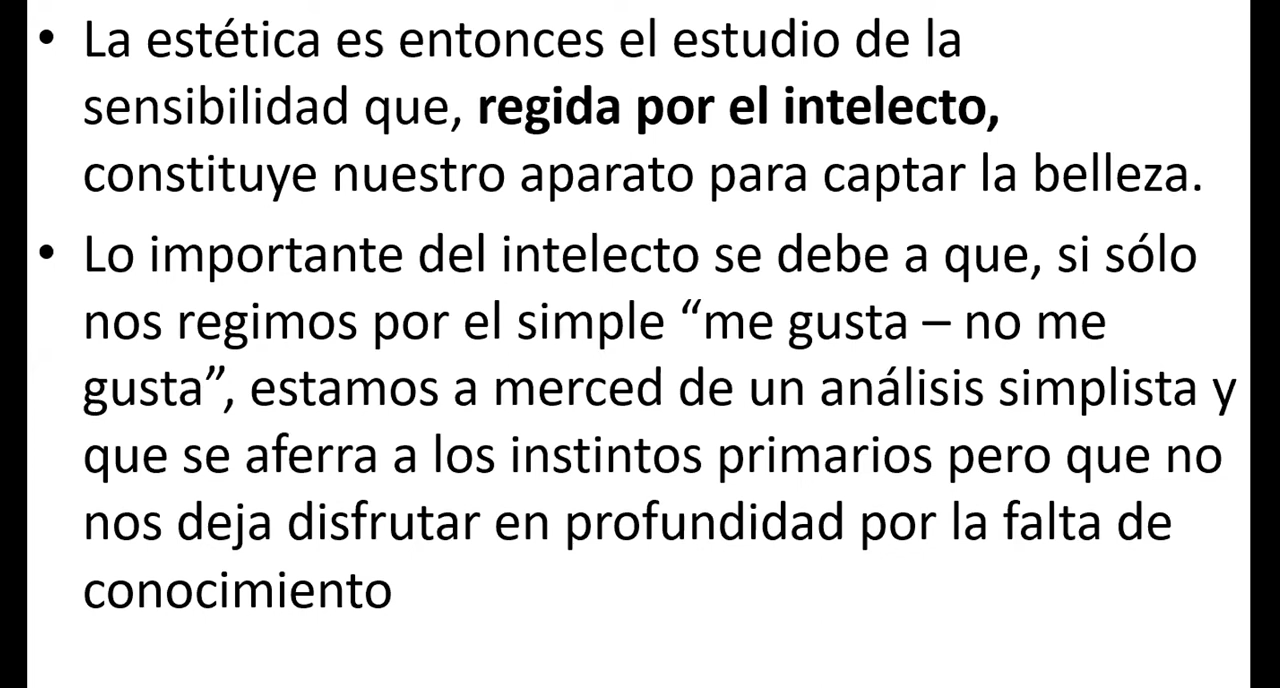 • La estética es entonces el estudio de la
sensibilidad que, regida por el intelecto,
constituye nuestro aparato para captar la belleza.
• Lo importante del intelecto se debe a que, si sólo
nos regimos por el simple “me gusta – no me
gusta”, estamos a merced de un análisis simplista y
que se aferra a los instintos primarios pero que no
nos deja disfrutar en profundidad por la falta de
conocimiento